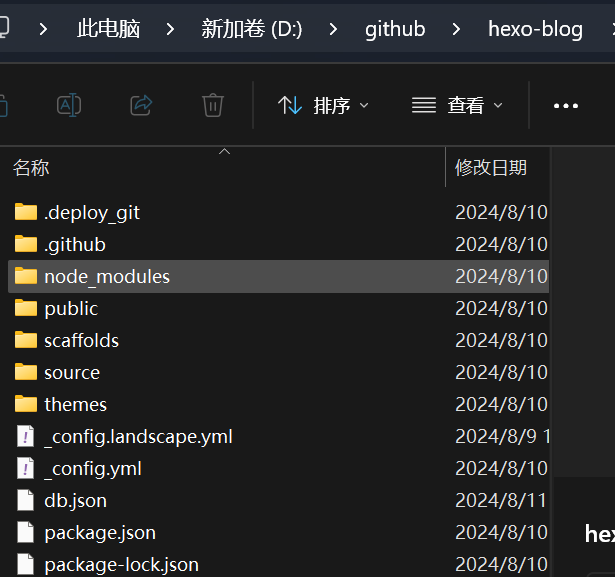 此电脑 新加卷 (D:) github hexo-blog
排序 查看
名称 修改日期
.deploy_git 2024/8/10
.github 2024/8/10
node_modules 2024/8/10
public 2024/8/10
scaffolds 2024/8/10
source 2024/8/10
themes 2024/8/10
_config.landscape.yml 2024/8/9 1
_config.yml 2024/8/10
db.json 2024/8/11
package.json 2024/8/10
hex
package-lock.json 2024/8/10